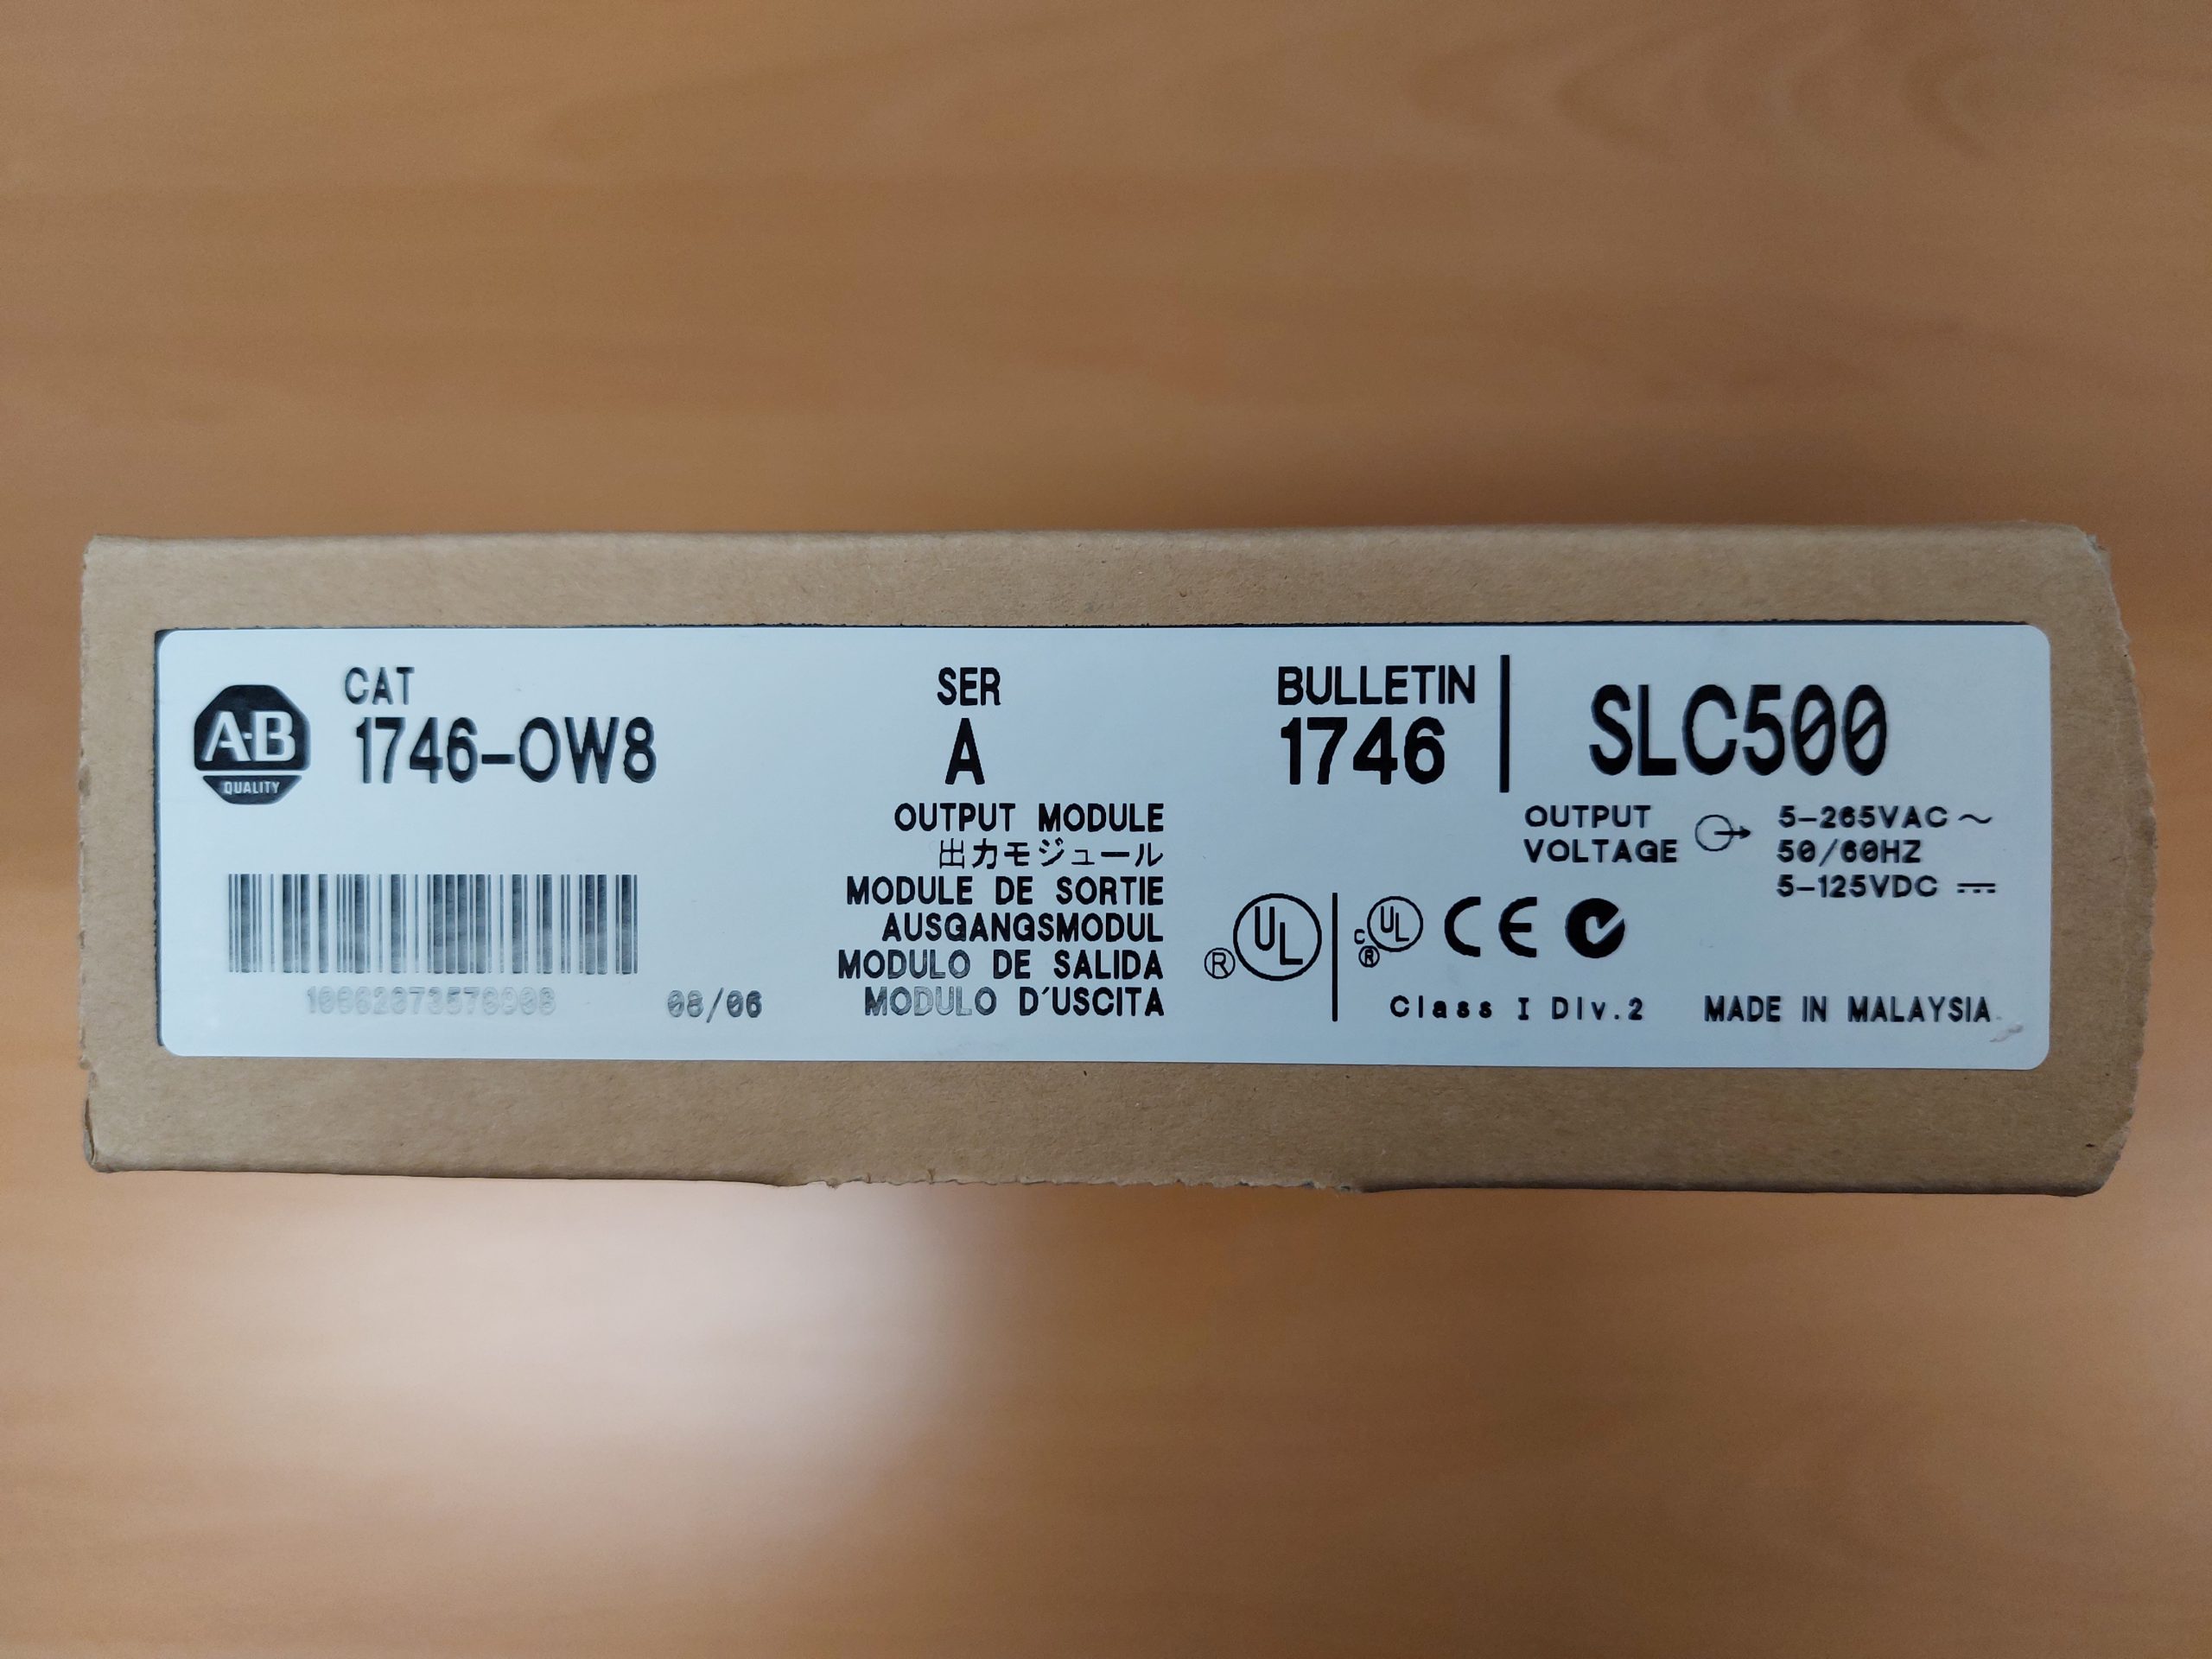 A-B
QUALITY
CAT
1746-OW8
SER
A
BULLETIN
1746
SLC500
OUTPUT MODULE
出力モジュール
MODULE DE SORTIE
AUSGANGSMODUL
MODULO DE SALIDA
MODULO D'USCITA
OUTPUT
VOLTAGE
5-265VAC ~
50/60HZ
5-125VDC ⎓
08/06
® UL
c UL ®
CE
Class I Div.2
MADE IN MALAYSIA